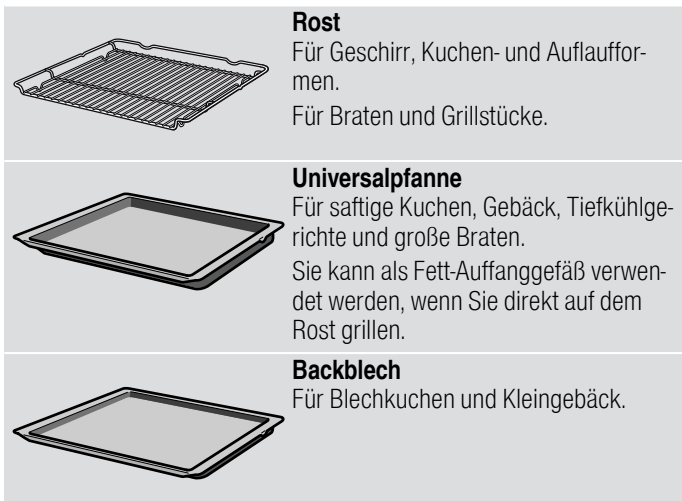 Rost
Für Geschirr, Kuchen- und Auflauffor-
men.
Für Braten und Grillstücke.
Universalpfanne
Für saftige Kuchen, Gebäck, Tiefkühlge-
richte und große Braten.
Sie kann als Fett-Auffanggefäß verwen-
det werden, wenn Sie direkt auf dem
Rost grillen.
Backblech
Für Blechkuchen und Kleingebäck.